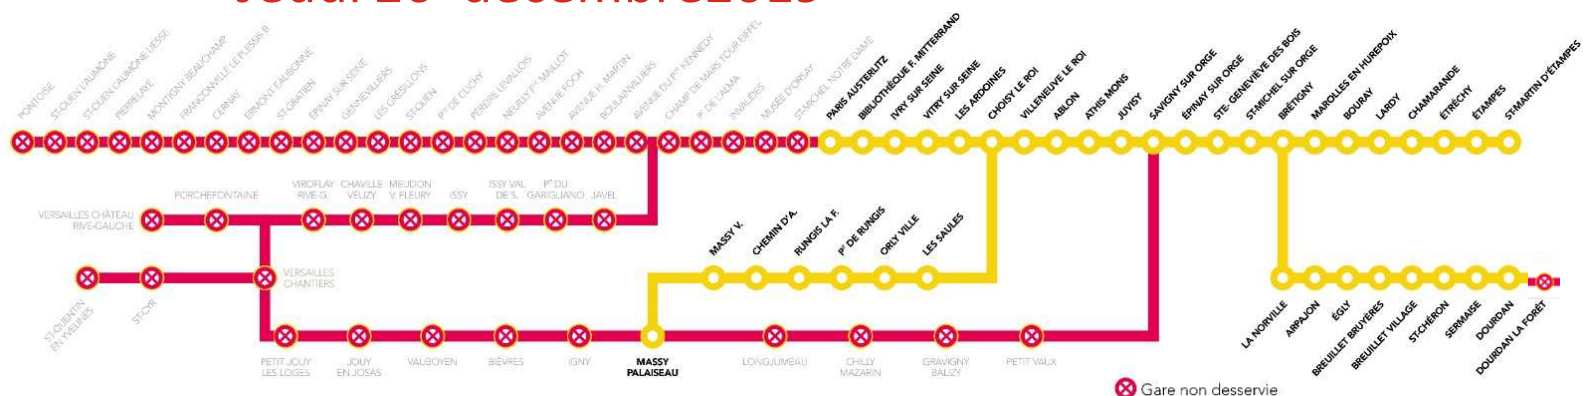 Jeudi 26 décembre2019
PONTOISE
ST-OUEN L'AUMÔNE
ST-OUEN L'AUMÔNE LIESSE
PIERRELAYE
MONTIGNY BEAUCHAMP
FRANCONVILLE LE PLESSIS B
CERNAY
ERMONT EAUBONNE
ST-GRATIEN
ÉPINAY SUR SEINE
GENNEVILLIERS
LES GRÉSILLONS
ST-OUEN
PTE DE CLICHY
PEREIRE LEVALLOIS
NEUILLY PTE MAILLOT
AVENUE FOCH
AVENUE H. MARTIN
BOULAINVILLIERS
AVENUE DU PDT KENNEDY
CHAMP DE MARS TOUR EIFFEL
PT DE L'ALMA
INVALIDES
MUSÉE D'ORSAY
ST-MICHEL NOTRE DAME
PARIS AUSTERLITZ
BIBLIOTHÈQUE F. MITTERRAND
IVRY SUR SEINE
VITRY SUR SEINE
LES ARDOINES
CHOISY LE ROI
VILLENEUVE LE ROI
ABLON
ATHIS MONS
JUVISY
SAVIGNY SUR ORGE
ÉPINAY SUR ORGE
STE- GENEVIÈVE DES BOIS
ST-MICHEL SUR ORGE
BRÉTIGNY
MAROLLES EN HUREPOIX
BOURAY
LARDY
CHAMARANDE
ÉTRÉCHY
ÉTAMPES
ST-MARTIN D'ÉTAMPES
VERSAILLES CHÂTEAU
RIVE-GAUCHE
PORCHEFONTAINE
VIROFLAY
RIVE-G.
CHAVILLE
VÉLIZY
MEUDON
V. FLEURY
ISSY
ISSY VAL
DE S.
PT DU
GARIGLIANO
JAVEL
MASSY V.
CHEMIN D'A.
RUNGIS LA F.
PT DE RUNGIS
ORLY VILLE
LES SAULES
ST-QUENTIN
EN YVELINES
ST-CYR
VERSAILLES
CHANTIERS
LA NORVILLE
ARPAJON
ÉGLY
BREUILLET BRUYÈRES
BREUILLET VILLAGE
ST-CHÉRON
SERMAISE
DOURDAN
DOURDAN LA FORÊT
PETIT JOUY
LES LOGES
JOUY
EN JOSAS
VAUBOYEN
BIÈVRES
IGNY
MASSY
PALAISEAU
LONGJUMEAU
CHILLY
MAZARIN
GRAVIGNY
BALIZY
PETIT VAUX
Gare non desservie